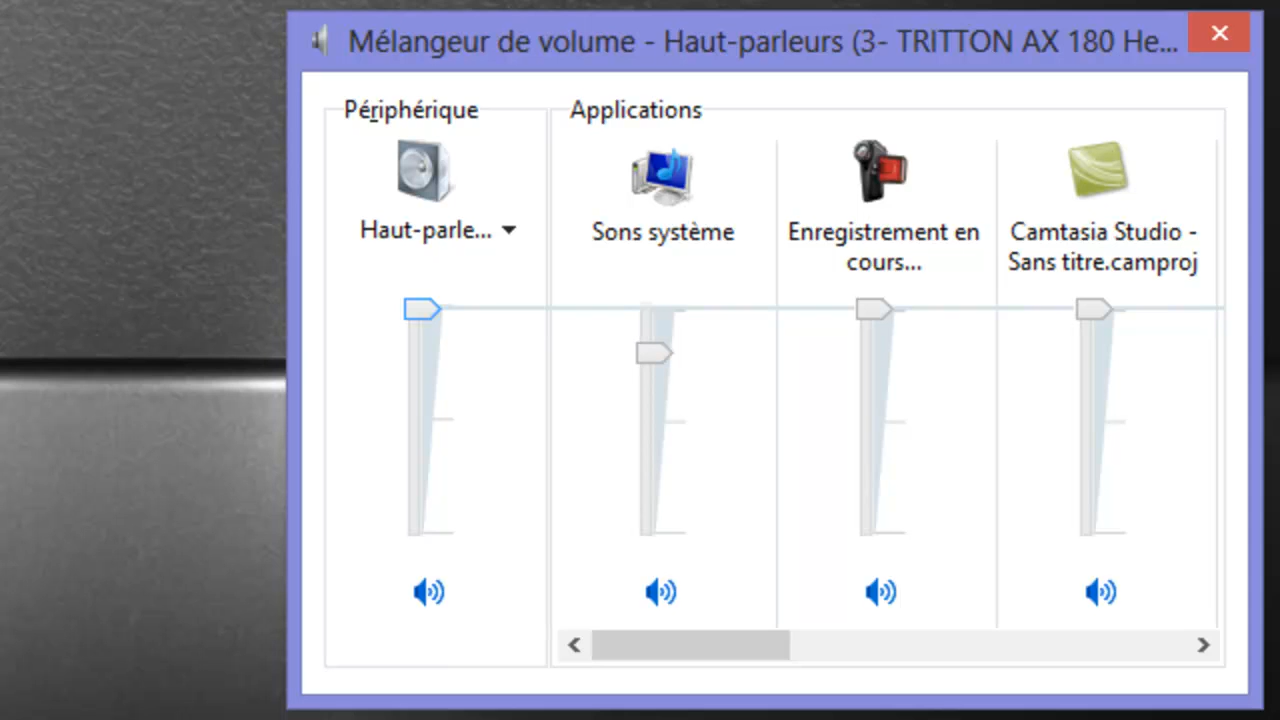 Mélangeur de volume - Haut-parleurs (3- TRITTON AX 180 He...
Périphérique
Applications
Haut-parle...
Sons système
Enregistrement en
cours...
Camtasia Studio -
Sans titre.camproj